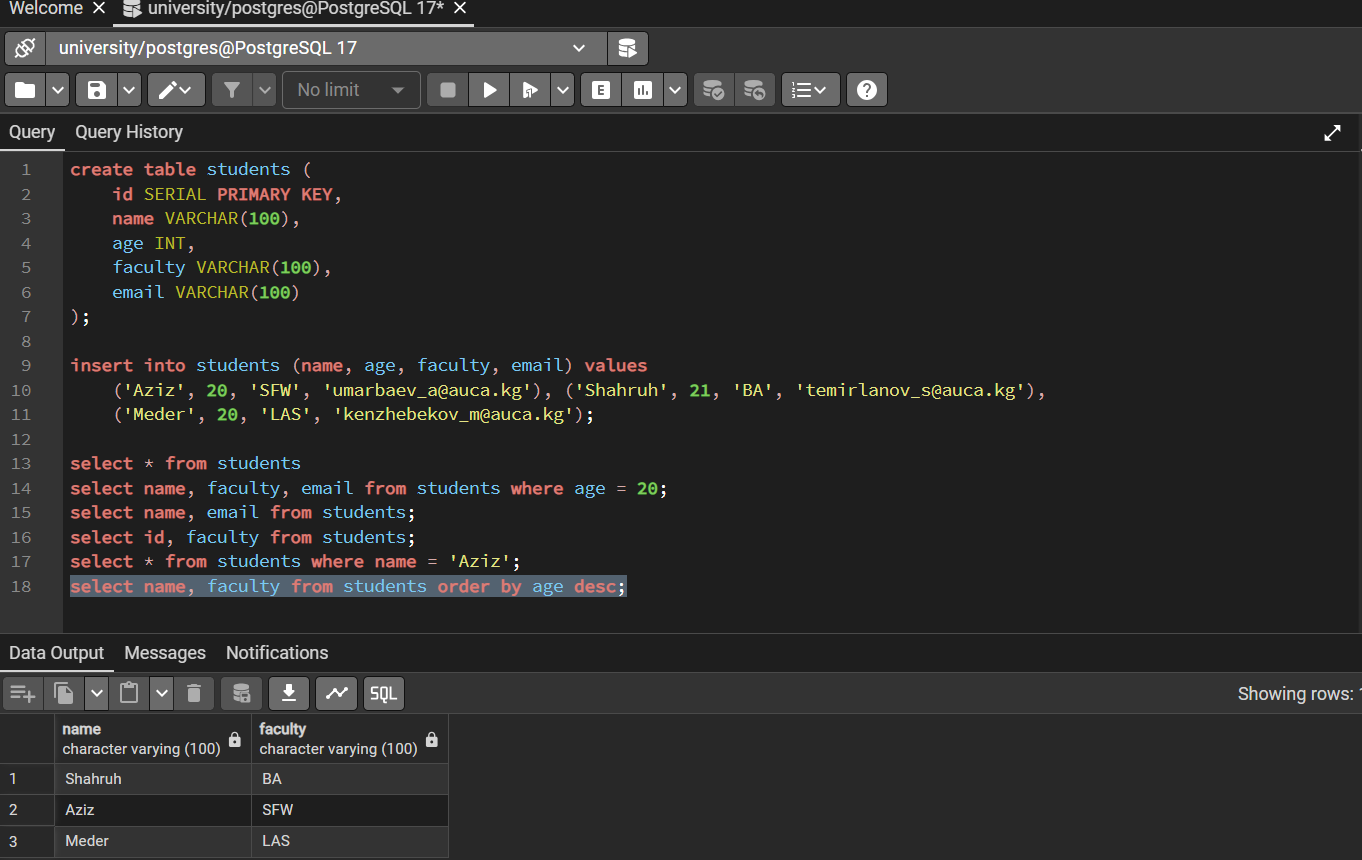 Welcome × university/postgres@PostgreSQL 17* ×
university/postgres@PostgreSQL 17
No limit E ?
Query Query History
1 create table students (
2 id SERIAL PRIMARY KEY,
3 name VARCHAR(100),
4 age INT,
5 faculty VARCHAR(100),
6 email VARCHAR(100)
7 );
8
9 insert into students (name, age, faculty, email) values
10 ('Aziz', 20, 'SFW', 'umarbaev_a@auca.kg'), ('Shahruh', 21, 'BA', 'temirlanov_s@auca.kg'),
11 ('Meder', 20, 'LAS', 'kenzhebekov_m@auca.kg');
12
13 select * from students
14 select name, faculty, email from students where age = 20;
15 select name, email from students;
16 select id, faculty from students;
17 select * from students where name = 'Aziz';
18 select name, faculty from students order by age desc;
Data Output Messages Notifications
SQL Showing rows:
name faculty
character varying (100) character varying (100)
1 Shahruh BA
2 Aziz SFW
3 Meder LAS